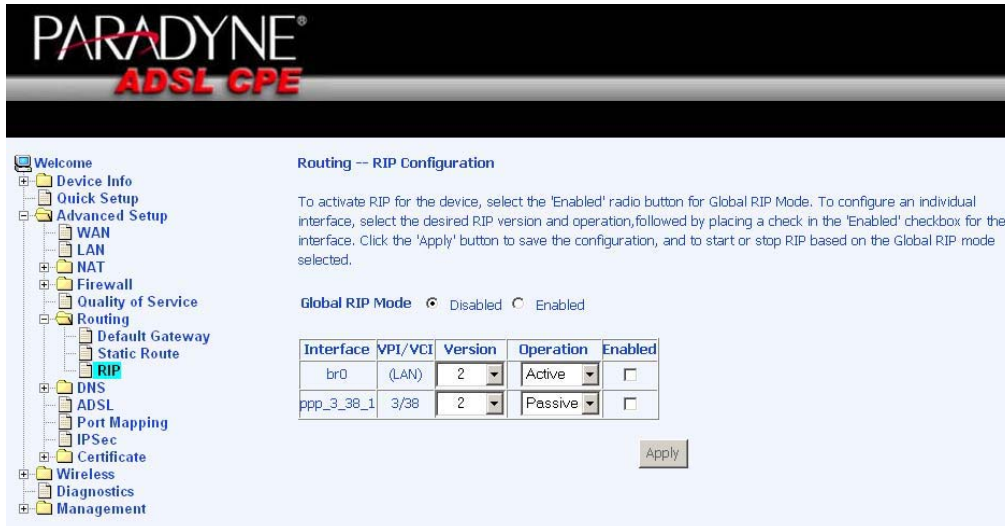 PARADYNE®
ADSL CPE
Welcome
Device Info
Quick Setup
Advanced Setup
WAN
LAN
NAT
Firewall
Quality of Service
Routing
Default Gateway
Static Route
RIP
DNS
ADSL
Port Mapping
IPSec
Certificate
Wireless
Diagnostics
Management
Routing -- RIP Configuration
To activate RIP for the device, select the 'Enabled' radio button for Global RIP Mode. To configure an individual
interface, select the desired RIP version and operation,followed by placing a check in the 'Enabled' checkbox for the
interface. Click the 'Apply' button to save the configuration, and to start or stop RIP based on the Global RIP mode
selected.
Global RIP Mode Disabled Enabled
Interface VPI/VCI Version Operation Enabled
br0 (LAN) 2 Active
ppp_3_38_1 3/38 2 Passive
Apply